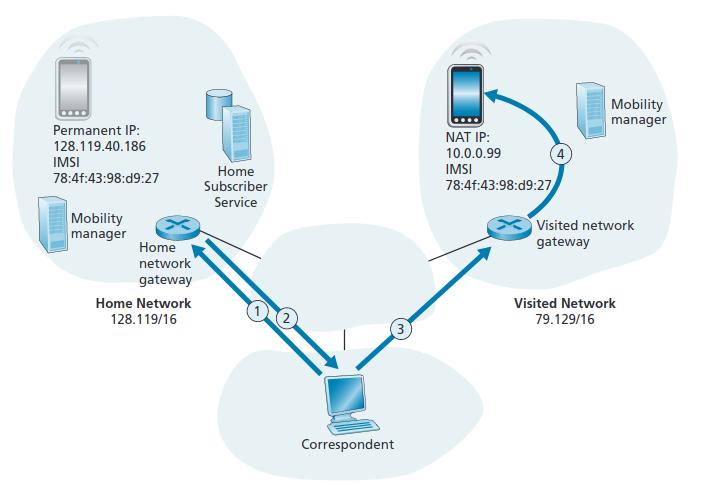 Permanent IP:
128.119.40.186
IMSI
78:4f:43:98:d9:27
Home
Subscriber
Service
Mobility
manager
Home
network
gateway
Home Network
128.119/16
NAT IP:
10.0.0.99
IMSI
78:4f:43:98:d9:27
Mobility
manager
4
Visited network
gateway
Visited Network
79.129/16
1
2
3
Correspondent